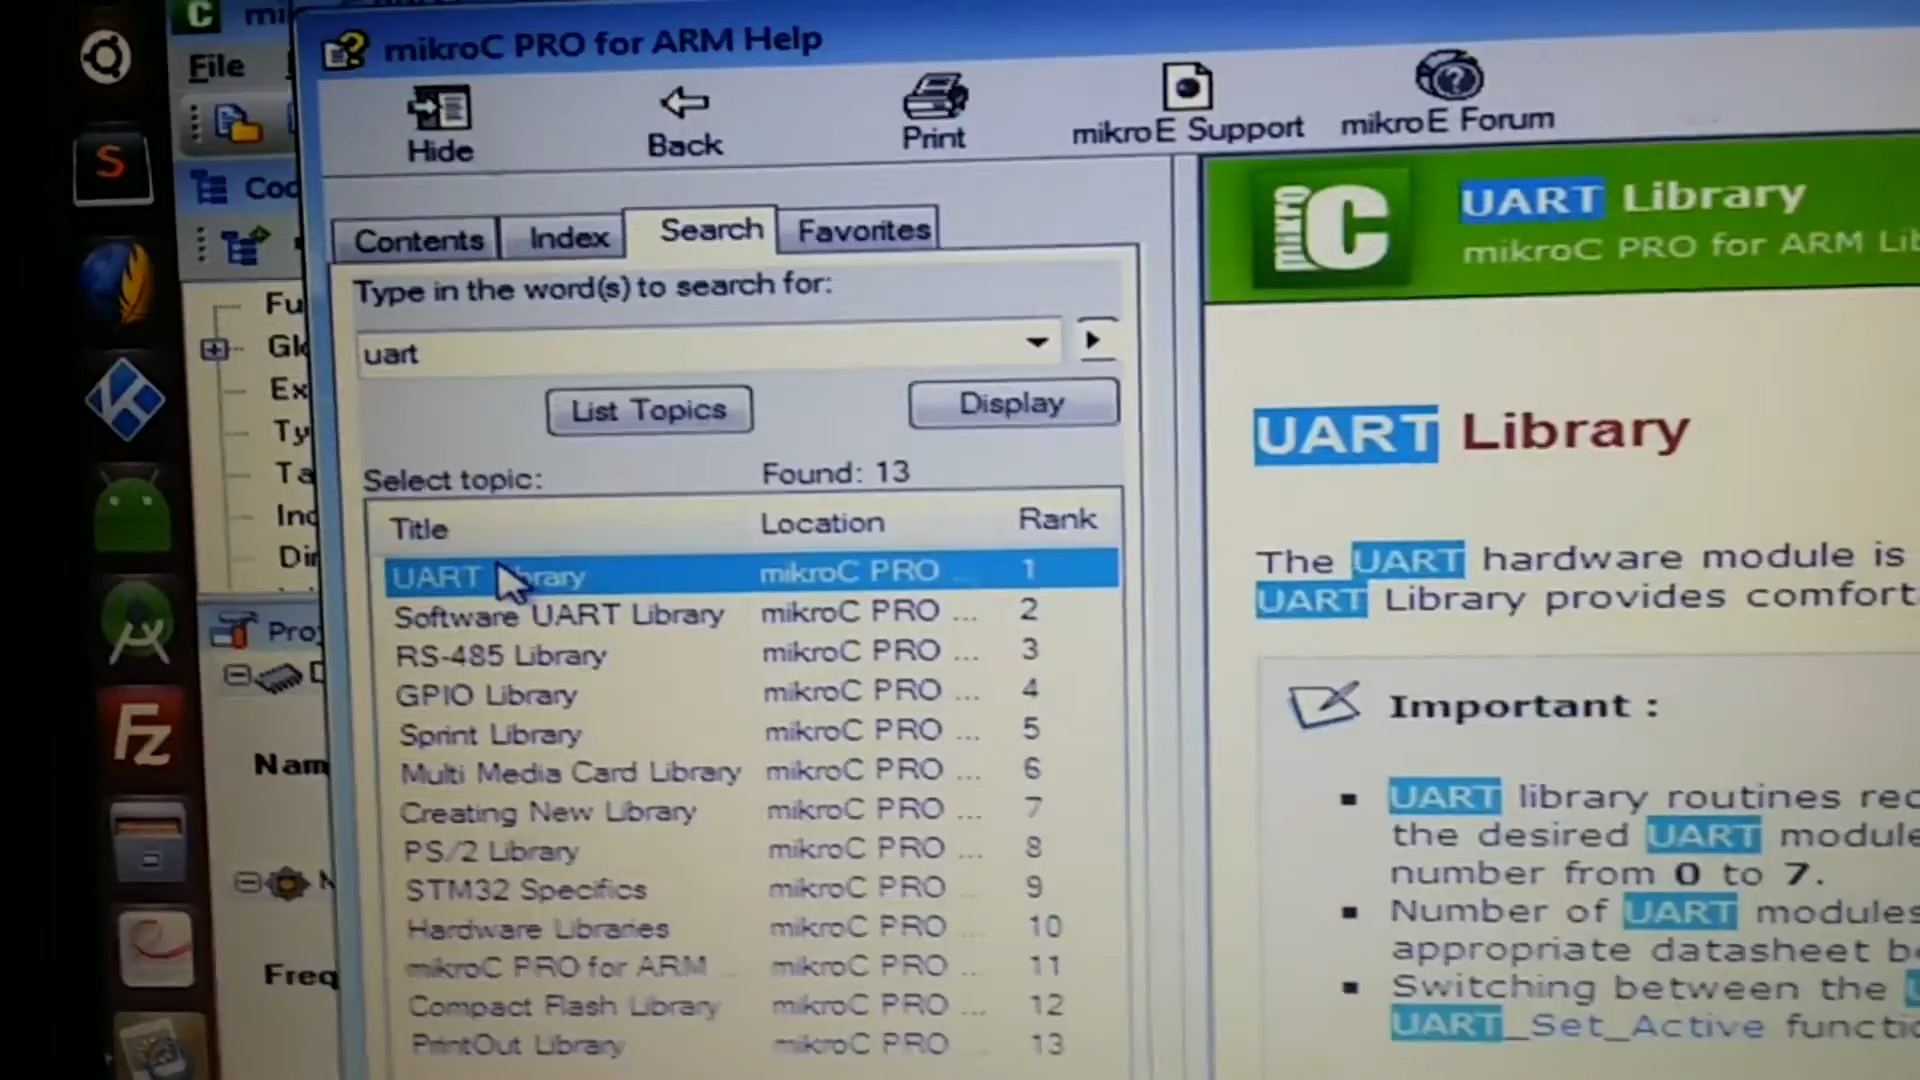 mikroC PRO for ARM Help
File
Hide
Back
Print
mikroE Support
mikroE Forum
Contents
Index
Search
Favorites
Type in the word(s) to search for:
uart
List Topics
Display
Select topic:
Found: 13
Title Location Rank
UART Library mikroC PRO ... 1
Software UART Library mikroC PRO ... 2
RS-485 Library mikroC PRO ... 3
GPIO Library mikroC PRO ... 4
Sprint Library mikroC PRO ... 5
Multi Media Card Library mikroC PRO ... 6
Creating New Library mikroC PRO ... 7
PS/2 Library mikroC PRO ... 8
STM32 Specifics mikroC PRO ... 9
Hardware Libraries mikroC PRO ... 10
mikroC PRO for ARM mikroC PRO ... 11
Compact Flash Library mikroC PRO ... 12
PrintOut Library mikroC PRO ... 13
mikro C
UART Library
mikroC PRO for ARM Lib
UART Library
The UART hardware module is
UART Library provides comfort
Important :
UART library routines rec
the desired UART module
number from 0 to 7.
Number of UART modules
appropriate datasheet be
Switching between the
UART_Set_Active functio
S
FZ